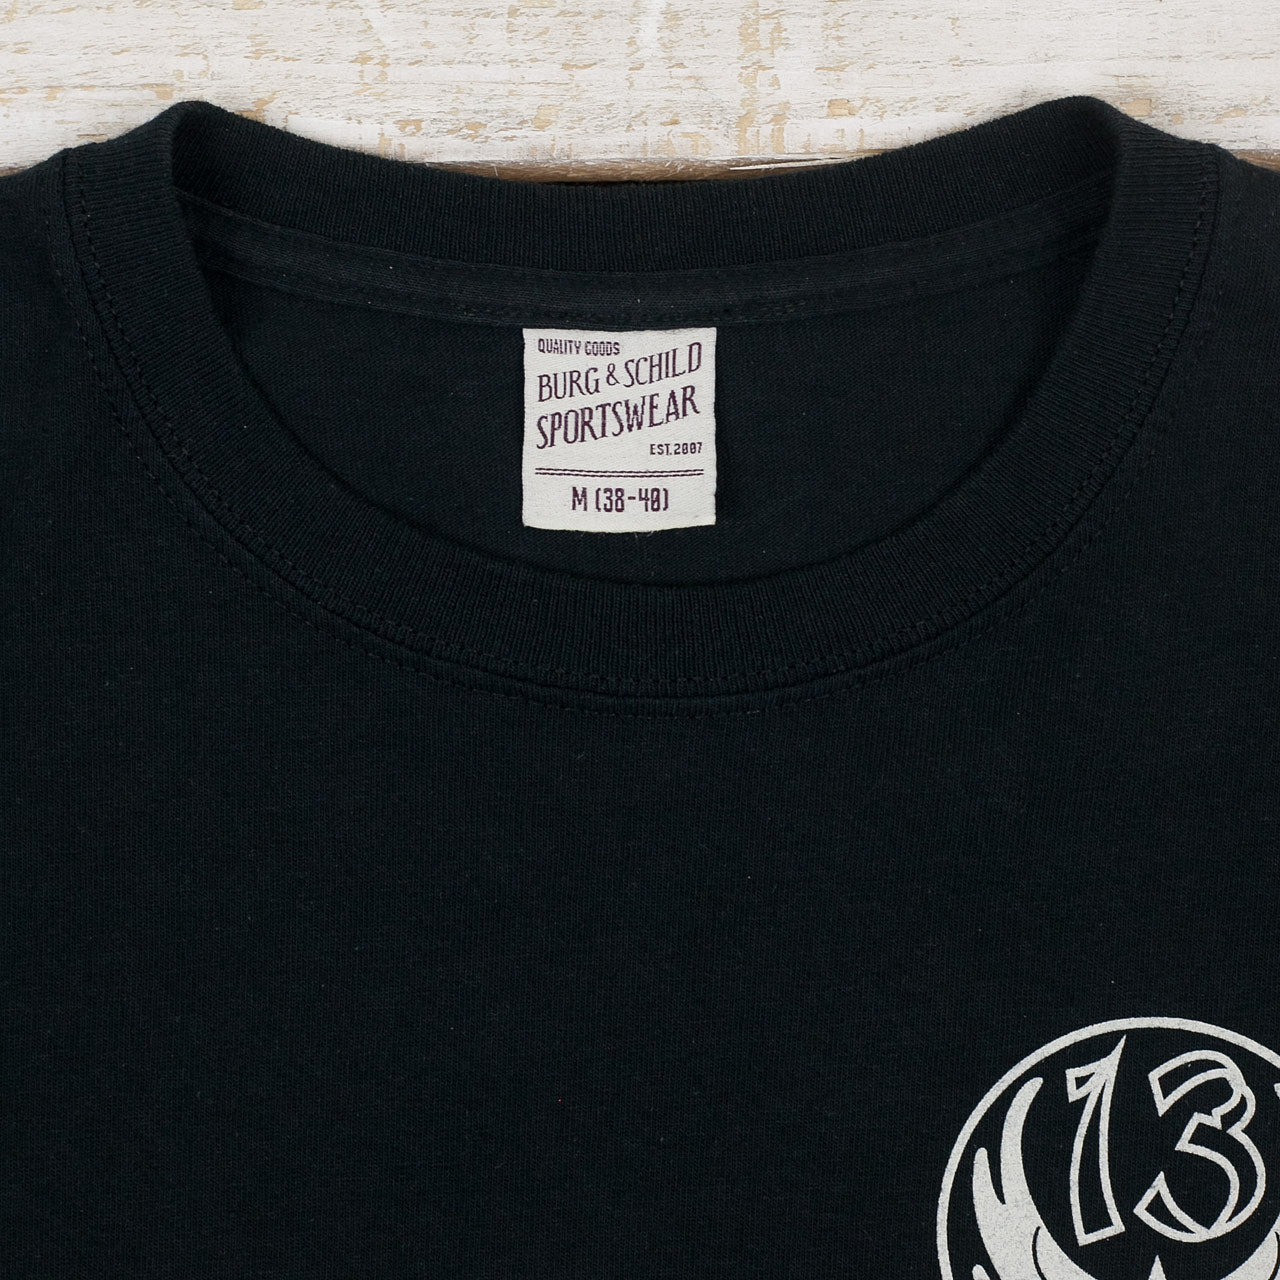 QUALITY GOODS
BURG & SCHILD
SPORTSWEAR
EST. 2007
M (38-40)
13